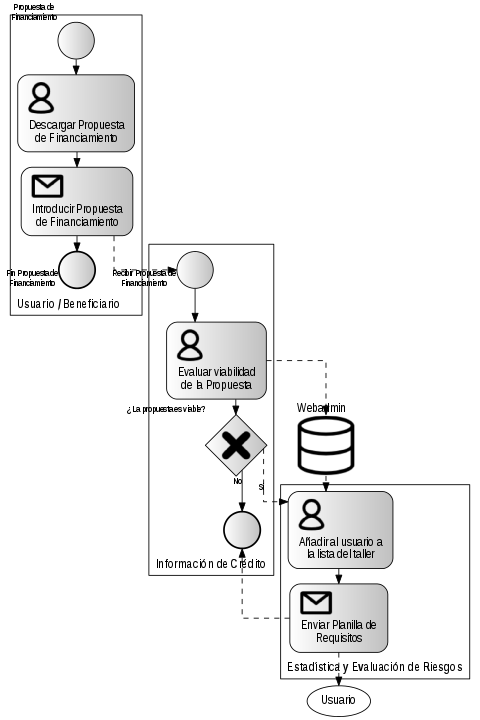 Propuesta de
Financiamiento
Descargar Propuesta
de Financiamiento
Introducir Propuesta
de Financiamiento
Fin Propuesta de
Financiamiento
Usuario / Beneficiario
Recibir Propuesta de
Financiamiento
Evaluar viabilidad
de la Propuesta
¿ La propuesta es viable?
No
Si
Información de Crédito
Webadmin
Añadir al usuario a
la lista del taller
Enviar Planilla de
Requisitos
Estadística y Evaluación de Riesgos
Usuario